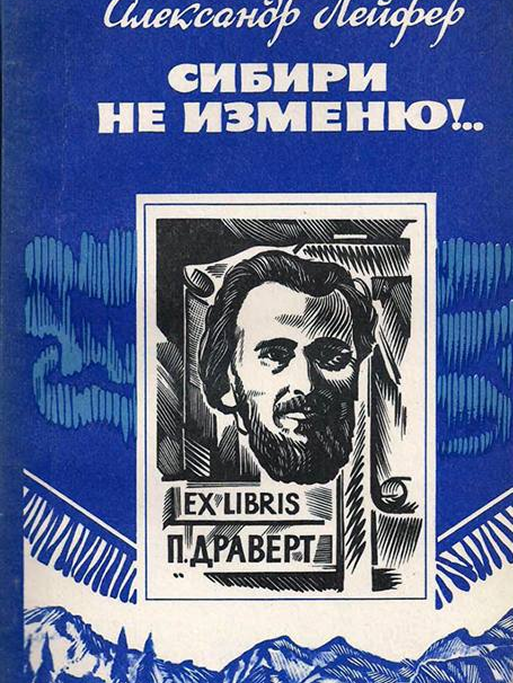 Александр Лейфер
СИБИРИ
НЕ ИЗМЕНЮ!..
EX LIBRIS
П. ДРАВЕРТ